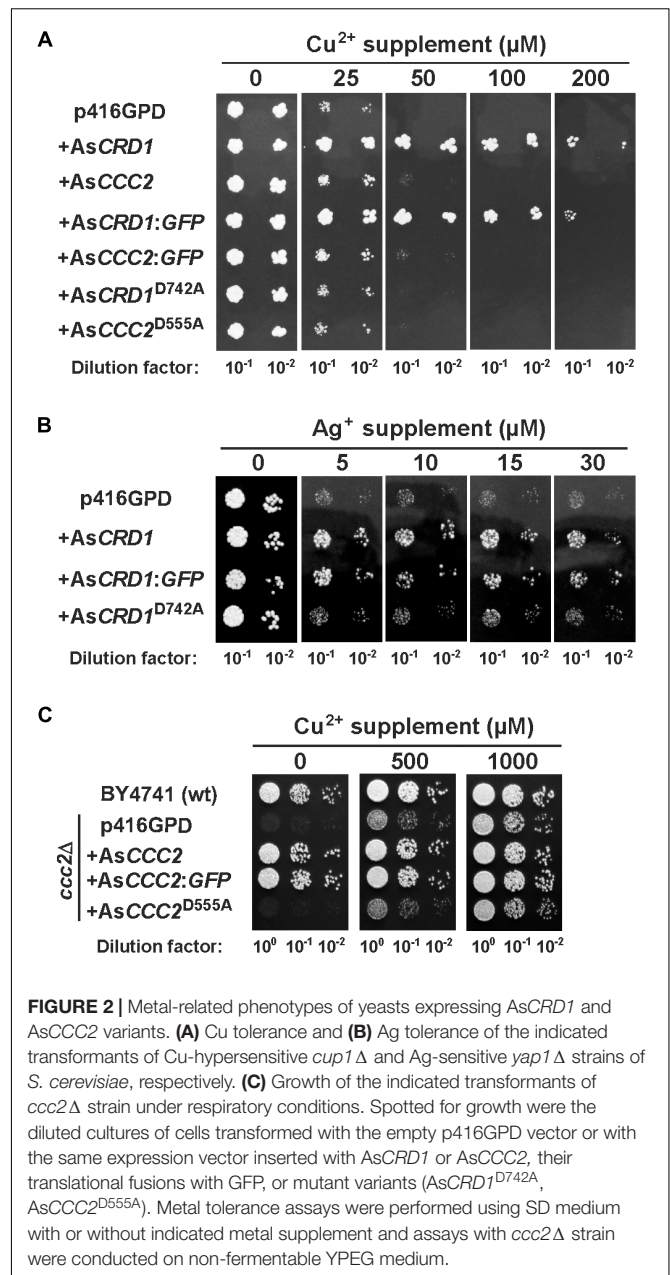 A
Cu2+ supplement (µM)
0 25 50 100 200
p416GPD
+AsCRD1
+AsCCC2
+AsCRD1:GFP
+AsCCC2:GFP
+AsCRD1D742A
+AsCCC2D555A
Dilution factor: 10-1 10-2 10-1 10-2 10-1 10-2 10-1 10-2 10-1 10-2
B
Ag+ supplement (µM)
0 5 10 15 30
p416GPD
+AsCRD1
+AsCRD1:GFP
+AsCRD1D742A
Dilution factor: 10-1 10-2 10-1 10-2 10-1 10-2 10-1 10-2 10-1 10-2
C
Cu2+ supplement (µM)
0 500 1000
BY4741 (wt)
ccc2Δ
p416GPD
+AsCCC2
+AsCCC2:GFP
+AsCCC2D555A
Dilution factor: 100 10-1 10-2 100 10-1 10-2 100 10-1 10-2
FIGURE 2 | Metal-related phenotypes of yeasts expressing AsCRD1 and
AsCCC2 variants. (A) Cu tolerance and (B) Ag tolerance of the indicated
transformants of Cu-hypersensitive cup1Δ and Ag-sensitive yap1Δ strains of
S. cerevisiae, respectively. (C) Growth of the indicated transformants of
ccc2Δ strain under respiratory conditions. Spotted for growth were the
diluted cultures of cells transformed with the empty p416GPD vector or with
the same expression vector inserted with AsCRD1 or AsCCC2, their
translational fusions with GFP, or mutant variants (AsCRD1D742A,
AsCCC2D555A). Metal tolerance assays were performed using SD medium
with or without indicated metal supplement and assays with ccc2Δ strain
were conducted on non-fermentable YPEG medium.